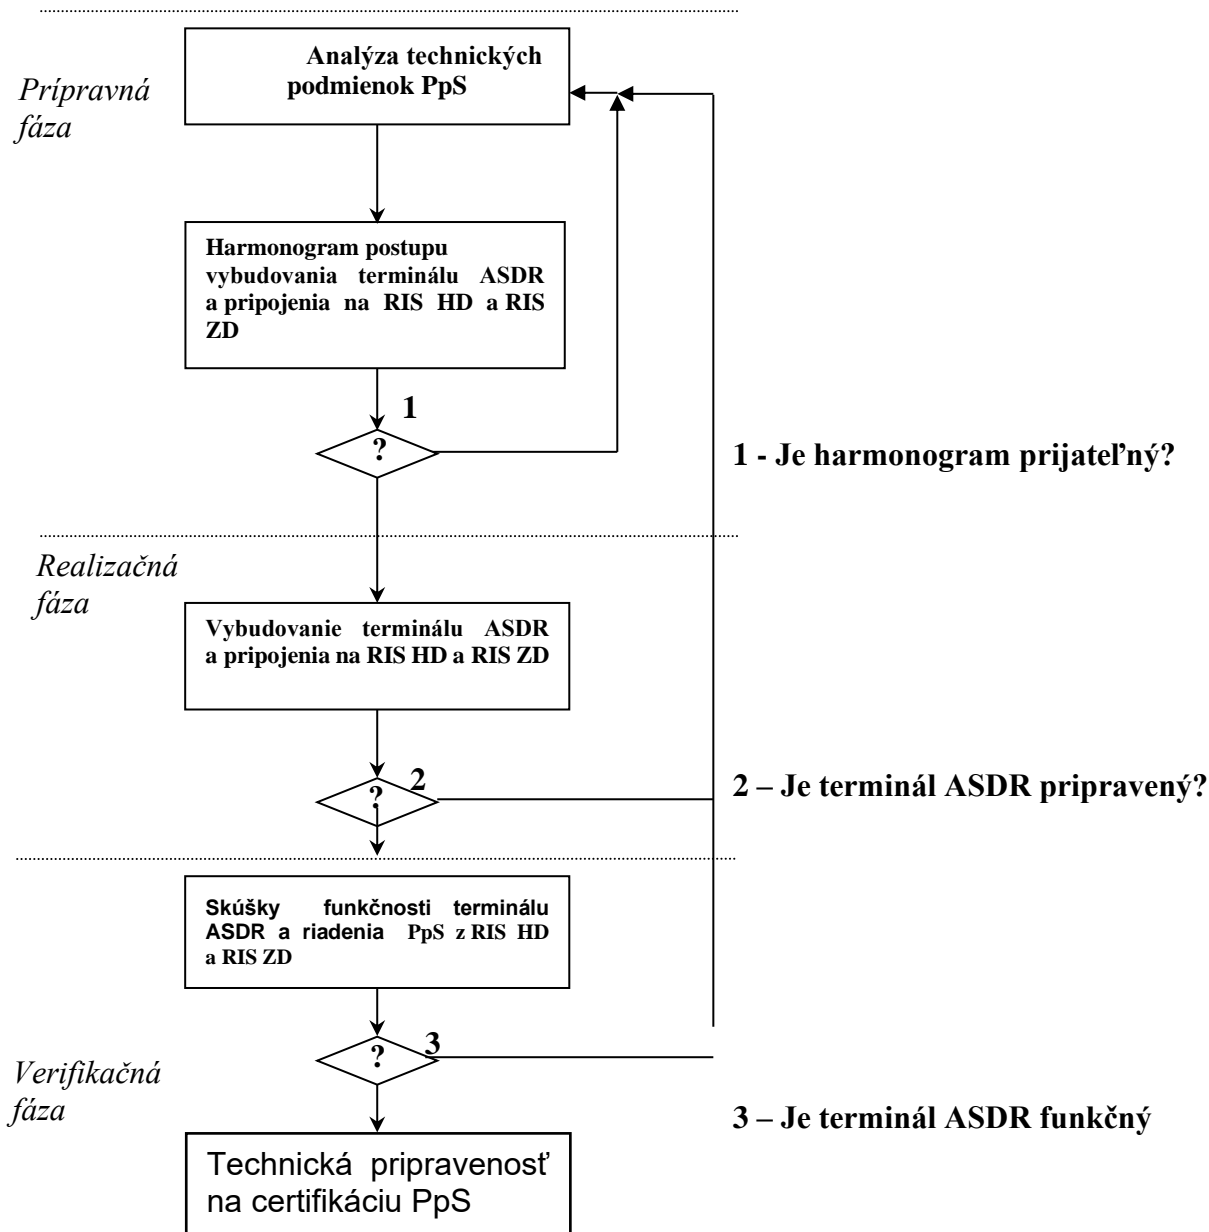 Analýza technických
podmienok PpS
Prípravná
fáza
Harmonogram postupu
vybudovania terminálu ASDR
a pripojenia na RIS HD a RIS
ZD
1
?
1 - Je harmonogram prijateľný?
Realizačná
fáza
Vybudovanie terminálu ASDR
a pripojenia na RIS HD a RIS ZD
2
?
2 – Je terminál ASDR pripravený?
Skúšky funkčnosti terminálu
ASDR a riadenia PpS z RIS HD
a RIS ZD
3
?
Verifikačná
fáza
3 – Je terminál ASDR funkčný
Technická pripravenosť
na certifikáciu PpS